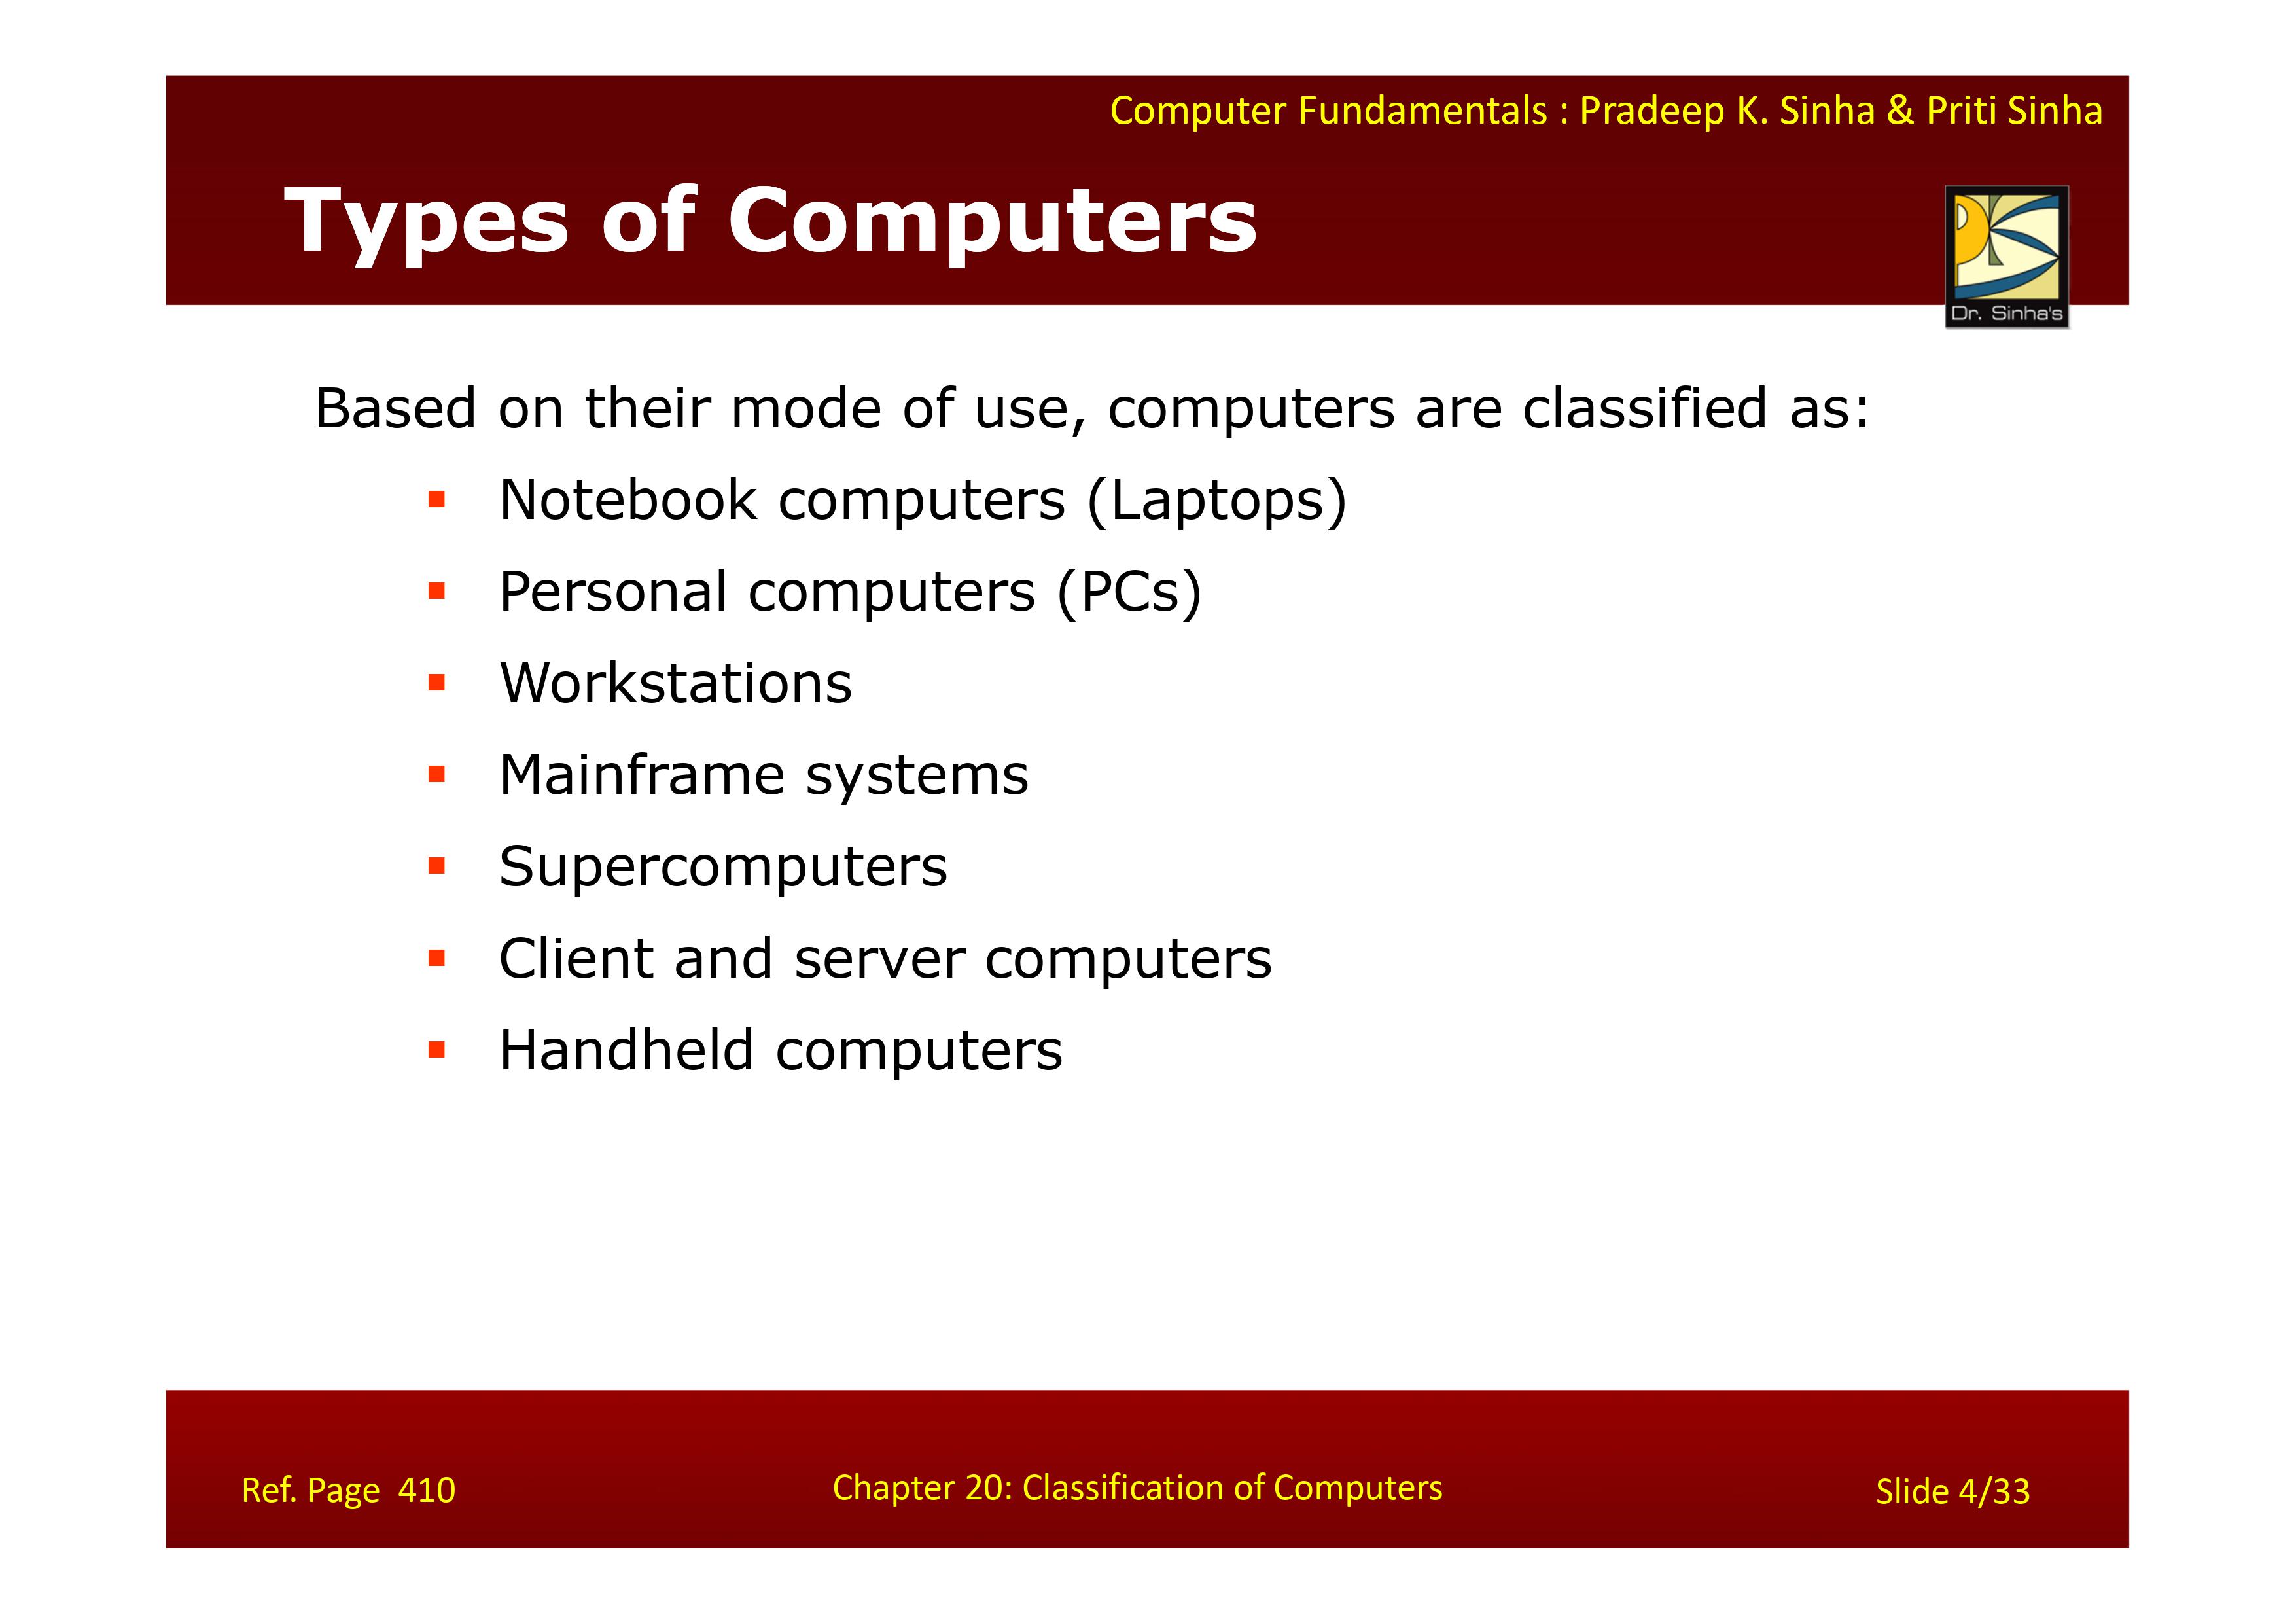 Computer Fundamentals : Pradeep K. Sinha & Priti Sinha
Types of Computers
Dr. Sinha's
Based on their mode of use, computers are classified as:
▪ Notebook computers (Laptops)
▪ Personal computers (PCs)
▪ Workstations
▪ Mainframe systems
▪ Supercomputers
▪ Client and server computers
▪ Handheld computers
Ref. Page 410
Chapter 20: Classification of Computers
Slide 4/33